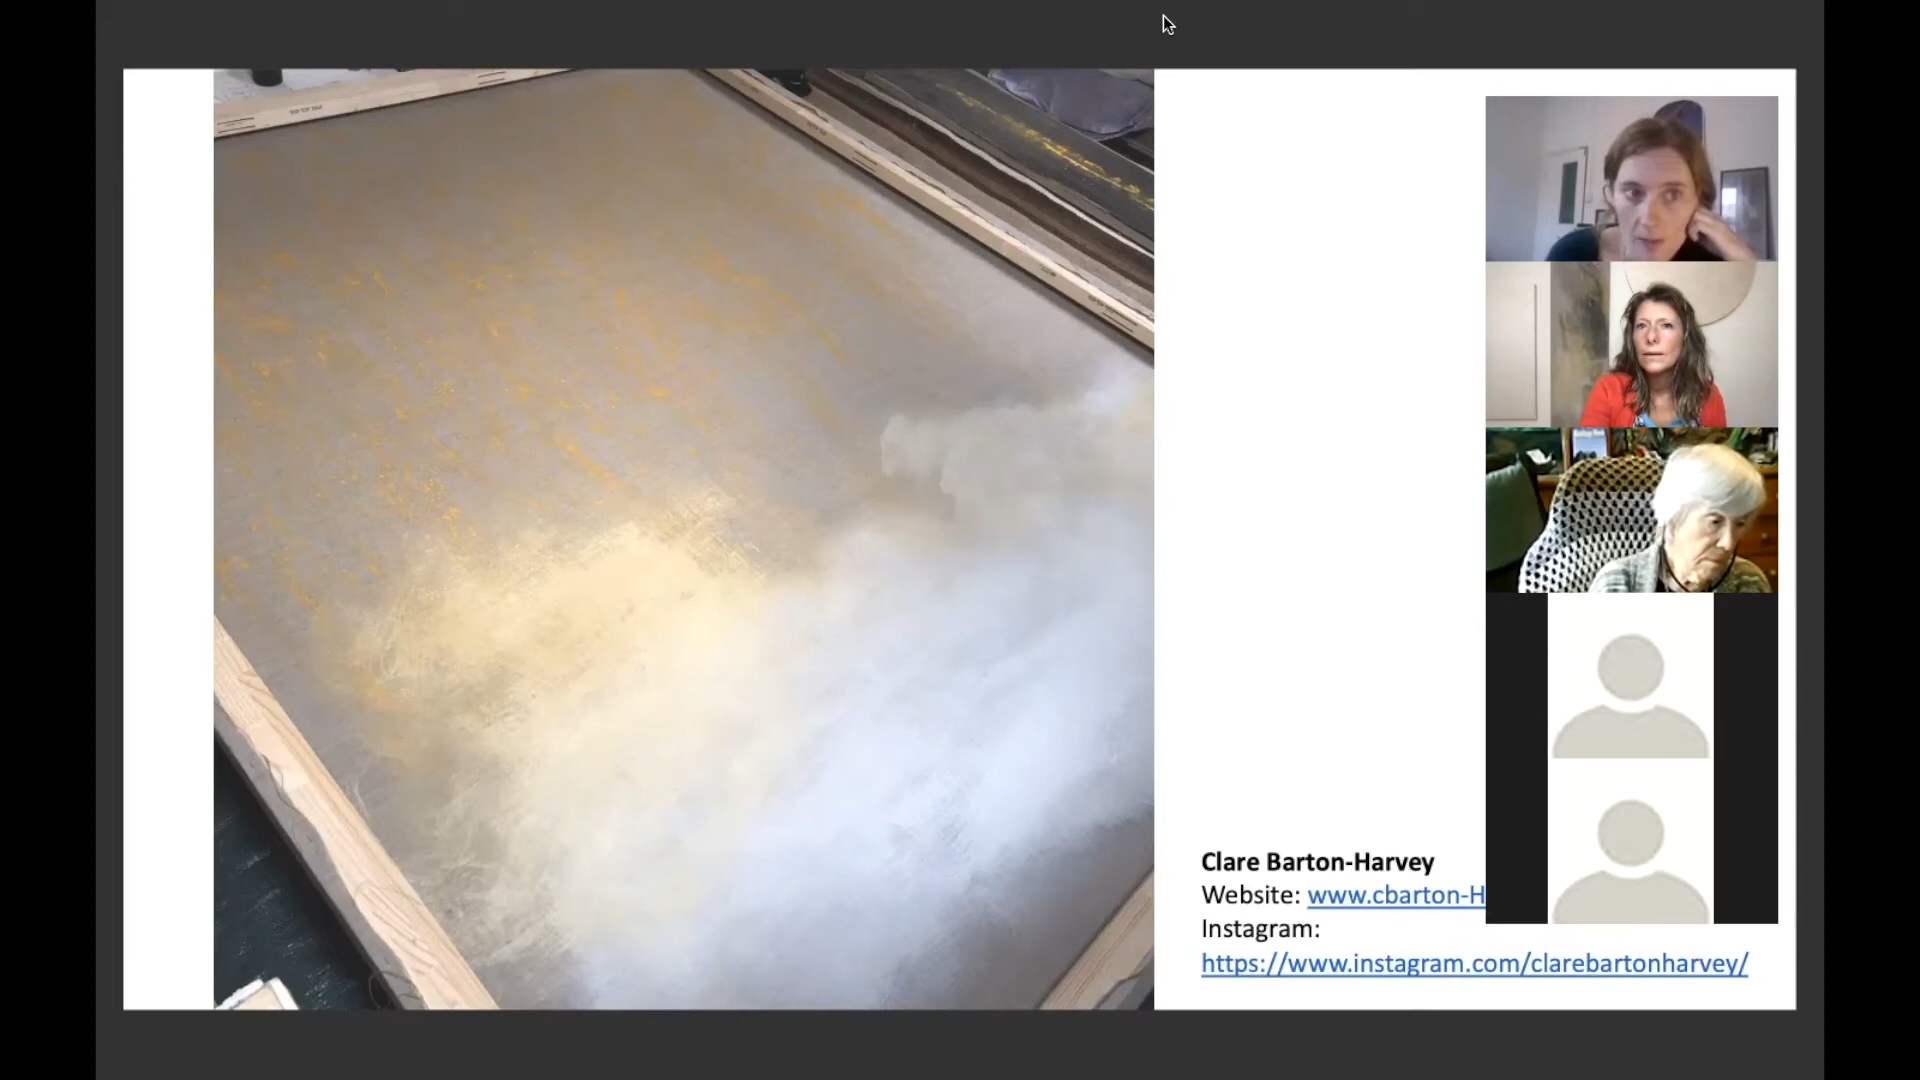 Clare Barton-Harvey
Website: www.cbarton-H
Instagram:
https://www.instagram.com/clarebartonharvey/